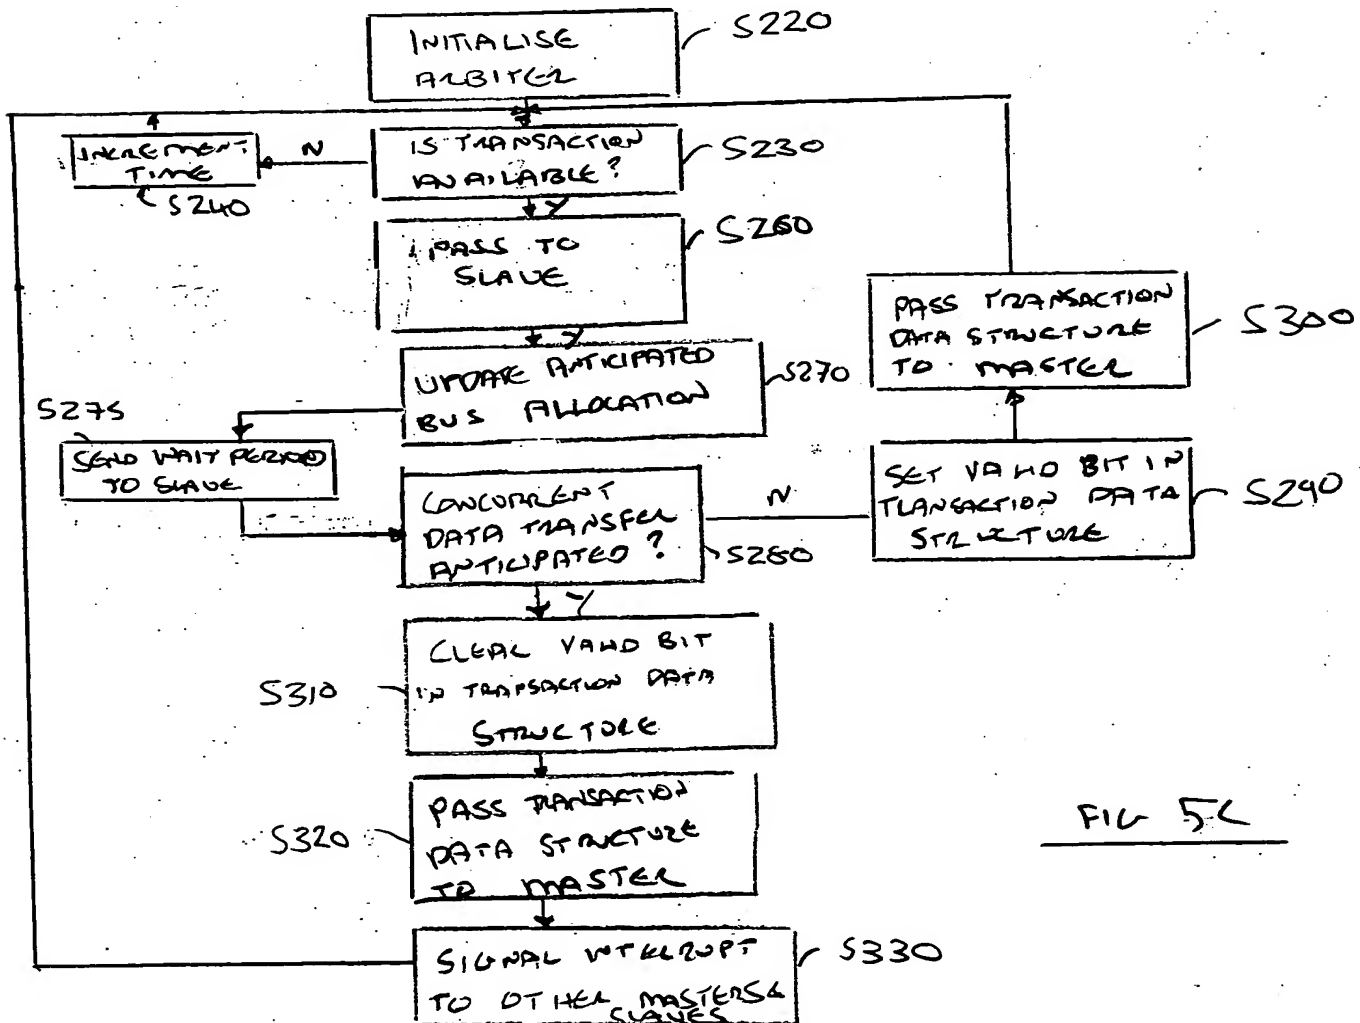 INITIALISE
ARBITER
S220
INCREMENT
TIME
S240
N
IS TRANSACTION
AVAILABLE?
S230
Y
PASS TO
SLAVE
S260
Y
UPDATE ANTICIPATED
BUS ALLOCATION
S270
S275
SEND WAIT PERIOD
TO SLAVE
CONCURRENT
DATA TRANSFER
ANTICIPATED?
S280
N
SET VALID BIT IN
TRANSACTION DATA
STRUCTURE
S290
PASS TRANSACTION
DATA STRUCTURE
TO MASTER
S300
Y
CLEAR VALID BIT
IN TRANSACTION DATA
STRUCTURE
S310
PASS TRANSACTION
DATA STRUCTURE
TO MASTER
S320
SIGNAL INTERRUPT
TO OTHER MASTERS &
SLAVES
S330
FIG 5C